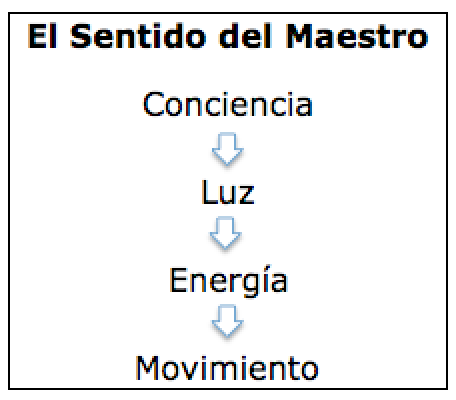 El Sentido del Maestro
Conciencia
Luz
Energía
Movimiento